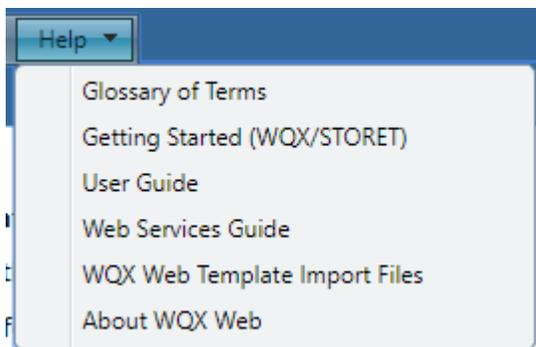 Help
Glossary of Terms
Getting Started (WQX/STORET)
User Guide
Web Services Guide
WQX Web Template Import Files
About WQX Web